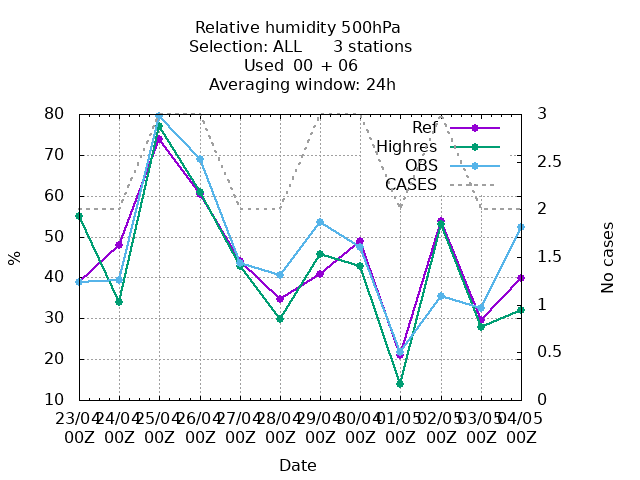 Relative humidity 500hPa
Selection: ALL      3 stations
Used  00 + 06
Averaging window: 24h
80 3
Ref
70 Highres 2.5
OBS
60 CASES 2
50 1.5
40 1
30
20 0.5
10 0
%
No cases
23/04 24/04 25/04 26/04 27/04 28/04 29/04 30/04 01/05 02/05 03/05 04/05
00Z 00Z 00Z 00Z 00Z 00Z 00Z 00Z 00Z 00Z 00Z 00Z
Date